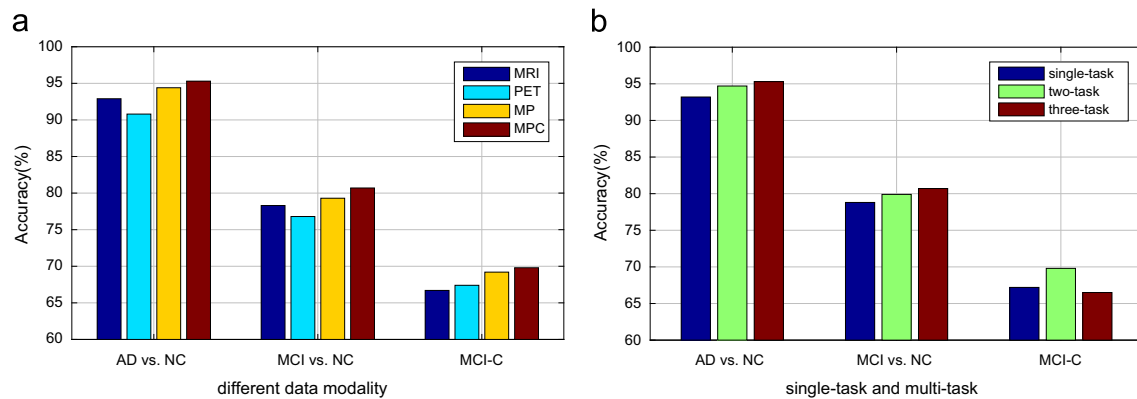 a
100
95
90
85
80
75
70
65
60
Accuracy(%)
MRI
PET
MP
MPC
AD vs. NC
MCI vs. NC
MCI-C
different data modality
b
100
95
90
85
80
75
70
65
60
Accuracy(%)
single-task
two-task
three-task
AD vs. NC
MCI vs. NC
MCI-C
single-task and multi-task